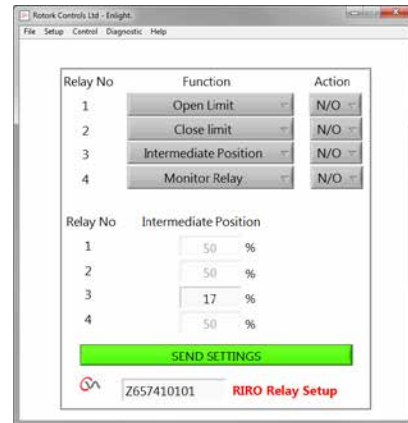 Rotork Controls Ltd - Enlight.
File Setup Control Diagnostic Help
Relay No Function Action
1 Open Limit N/O
2 Close limit N/O
3 Intermediate Position N/O
4 Monitor Relay N/O
Relay No Intermediate Position
1 50 %
2 50 %
3 17 %
4 50 %
SEND SETTINGS
Z657410101 RIRO Relay Setup